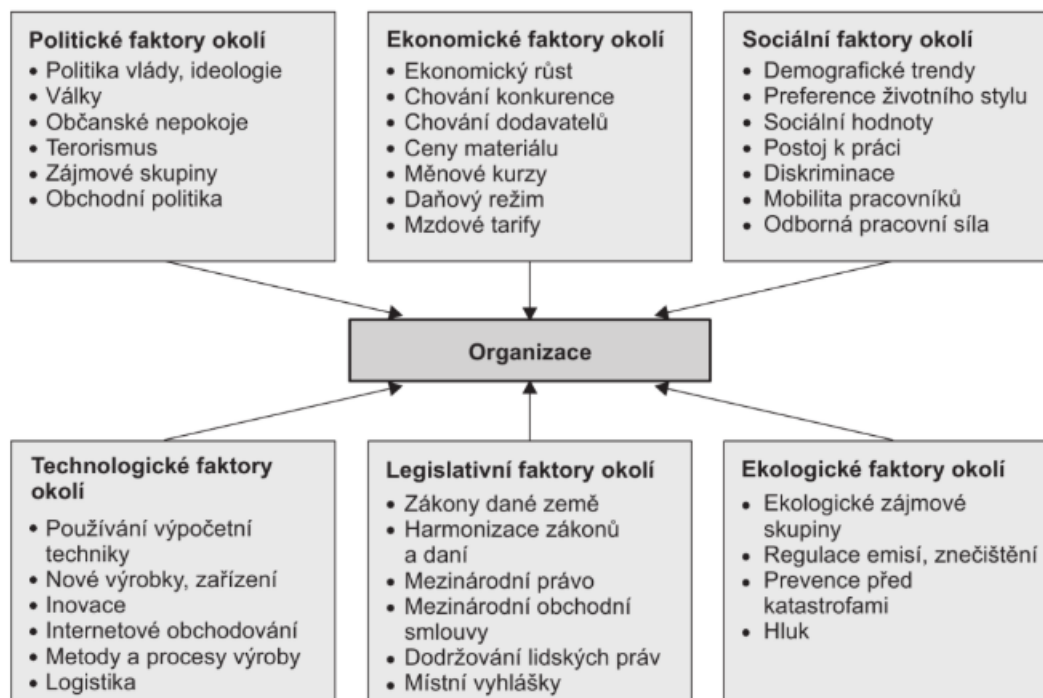 Politické faktory okolí
• Politika vlády, ideologie
• Války
• Občanské nepokoje
• Terorismus
• Zájmové skupiny
• Obchodní politika
Ekonomické faktory okolí
• Ekonomický růst
• Chování konkurence
• Chování dodavatelů
• Ceny materiálu
• Měnové kurzy
• Daňový režim
• Mzdové tarify
Sociální faktory okolí
• Demografické trendy
• Preference životního stylu
• Sociální hodnoty
• Postoj k práci
• Diskriminace
• Mobilita pracovníků
• Odborná pracovní síla
Organizace
Technologické faktory
okolí
• Používání výpočetní
techniky
• Nové výrobky, zařízení
• Inovace
• Internetové obchodování
• Metody a procesy výroby
• Logistika
Legislativní faktory okolí
• Zákony dané země
• Harmonizace zákonů
a daní
• Mezinárodní právo
• Mezinárodní obchodní
smlouvy
• Dodržování lidských práv
• Místní vyhlášky
Ekologické faktory okolí
• Ekologické zájmové
skupiny
• Regulace emisí, znečištění
• Prevence před
katastrofami
• Hluk